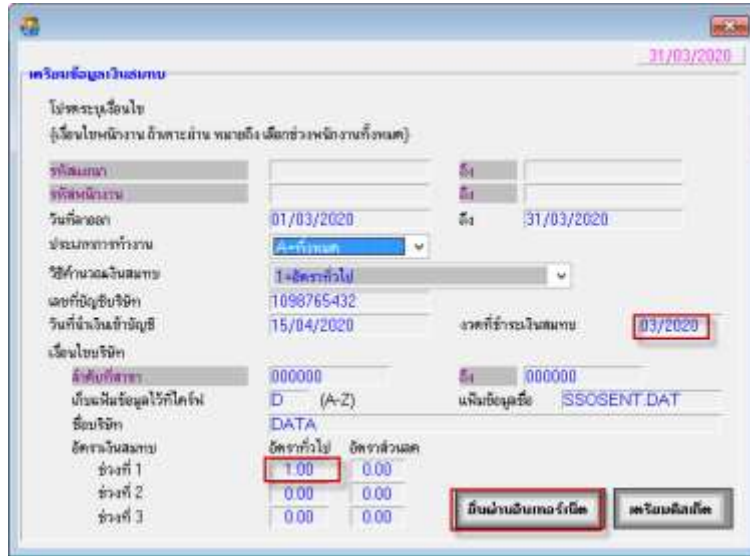 31/03/2020
เตรียมข้อมูลเงินสมทบ
โปรดระบุเงื่อนไข
{เงื่อนไขพนักงาน ถ้าเคาะผ่าน หมายถึง เลือกช่วงพนักงานทั้งหมด}
รหัสแผนก ถึง
รหัสพนักงาน ถึง
วันที่ลาออก 01/03/2020 ถึง 31/03/2020
ประเภทการทำงาน A=ทั้งหมด
วิธีคำนวณเงินสมทบ 1=อัตราทั่วไป
เลขที่บัญชีบริษัท 1098765432
วันที่นำเงินเข้าบัญชี 15/04/2020 งวดที่ชำระเงินสมทบ 03/2020
เงื่อนไขบริษัท
ลำดับที่สาขา 000000 ถึง 000000
เก็บแฟ้มข้อมูลไว้ที่ไดร์ฟ D (A-Z) แฟ้มข้อมูลชื่อ SSOSENT.DAT
ชื่อบริษัท DATA
อัตราเงินสมทบ อัตราทั่วไป อัตราส่วนลด
ช่วงที่ 1 1.00 0.00
ช่วงที่ 2 0.00 0.00
ช่วงที่ 3 0.00 0.00
ยื่นผ่านอินเทอร์เน็ต เตรียมดิสเก็ต